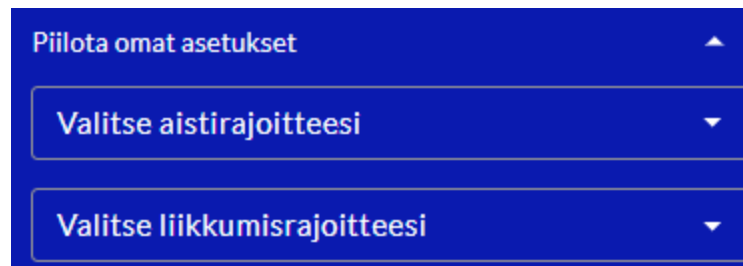 Piilota omat asetukset
Valitse aistirajoitteesi
Valitse liikkumisrajoitteesi